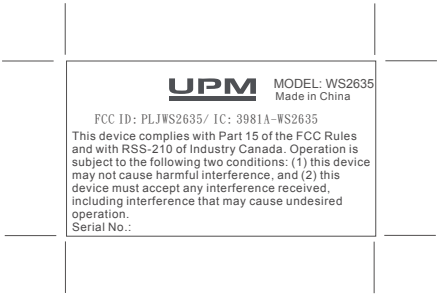 UPM MODEL: WS2635
Made in China
FCC ID: PLJWS2635/ IC: 3981A-WS2635
This device complies with Part 15 of the FCC Rules
and with RSS-210 of Industry Canada. Operation is
subject to the following two conditions: (1) this device
may not cause harmful interference, and (2) this
device must accept any interference received,
including interference that may cause undesired
operation.
Serial No.: